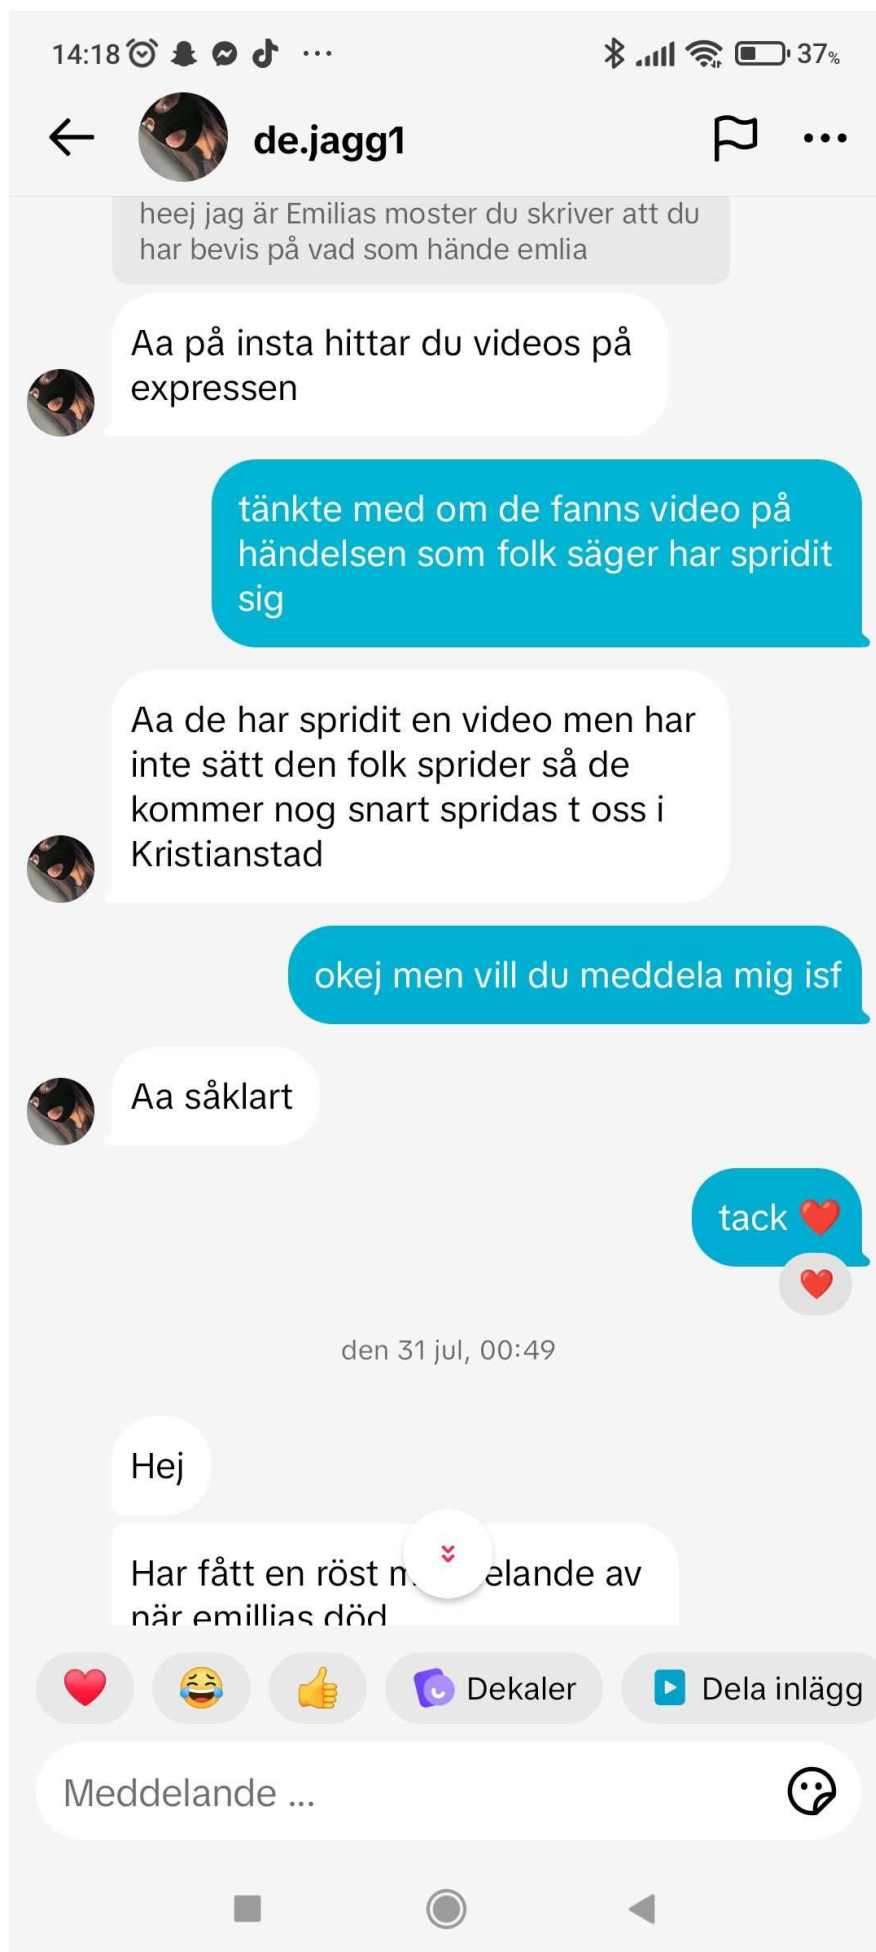 14:18
37%
de.jagg1
heej jag är Emilias moster du skriver att du
har bevis på vad som hände emlia
Aa på insta hittar du videos på
expressen
tänkte med om de fanns video på
händelsen som folk säger har spridit
sig
Aa de har spridit en video men har
inte sätt den folk sprider så de
kommer nog snart spridas t oss i
Kristianstad
okej men vill du meddela mig isf
Aa såklart
tack ❤️
❤️
den 31 jul, 00:49
Hej
Har fått en röst elande av
när emillias död
Dekaler
Dela inlägg
Meddelande ...